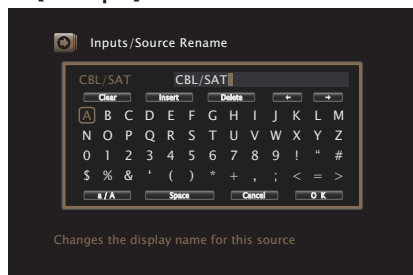 Inputs/Source Rename
CBL/SAT CBL/SAT
Clear Insert Delete ← →
A B C D E F G H I J K L M
N O P Q R S T U V W X Y Z
0 1 2 3 4 5 6 7 8 9 ! “ #
$ % & ‘ ( ) * + , ; < = >
a / A Space Cancel O K
Changes the display name for this source